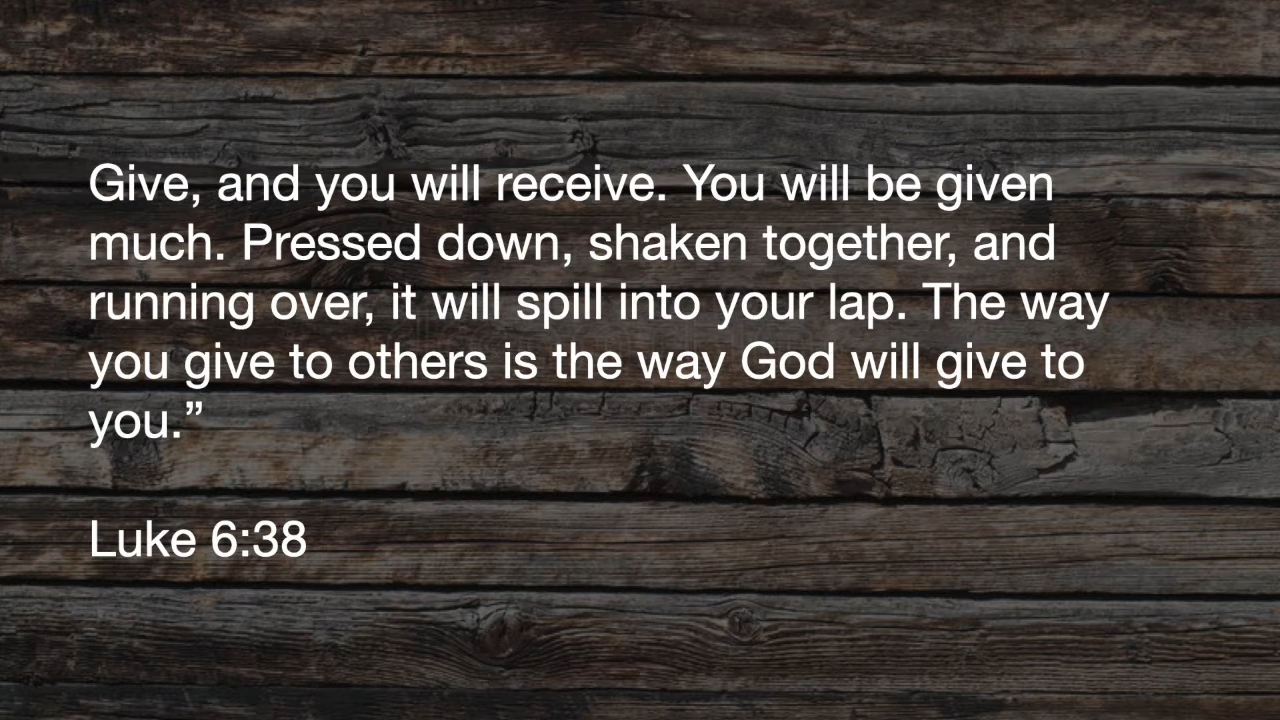 Give, and you will receive. You will be given
much. Pressed down, shaken together, and
running over, it will spill into your lap. The way
you give to others is the way God will give to
you.”
Luke 6:38